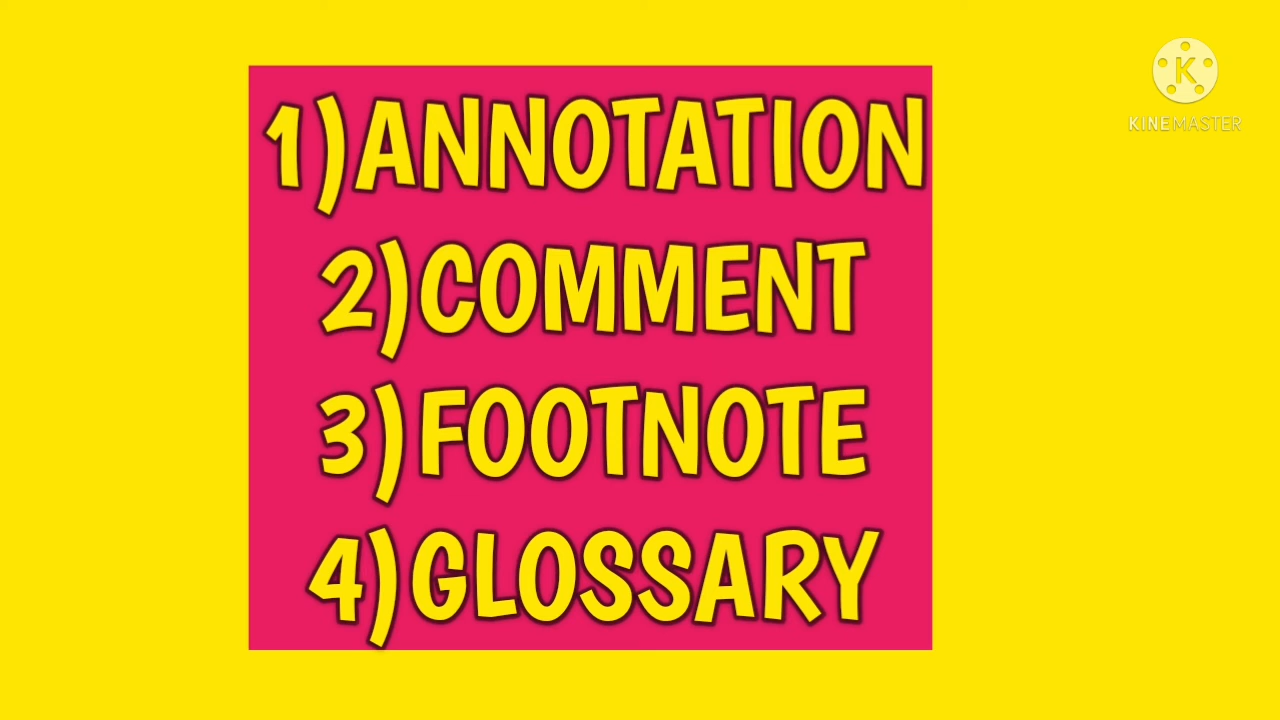 1)ANNOTATION
2)COMMENT
3)FOOTNOTE
4)GLOSSARY
K
KINEMASTER